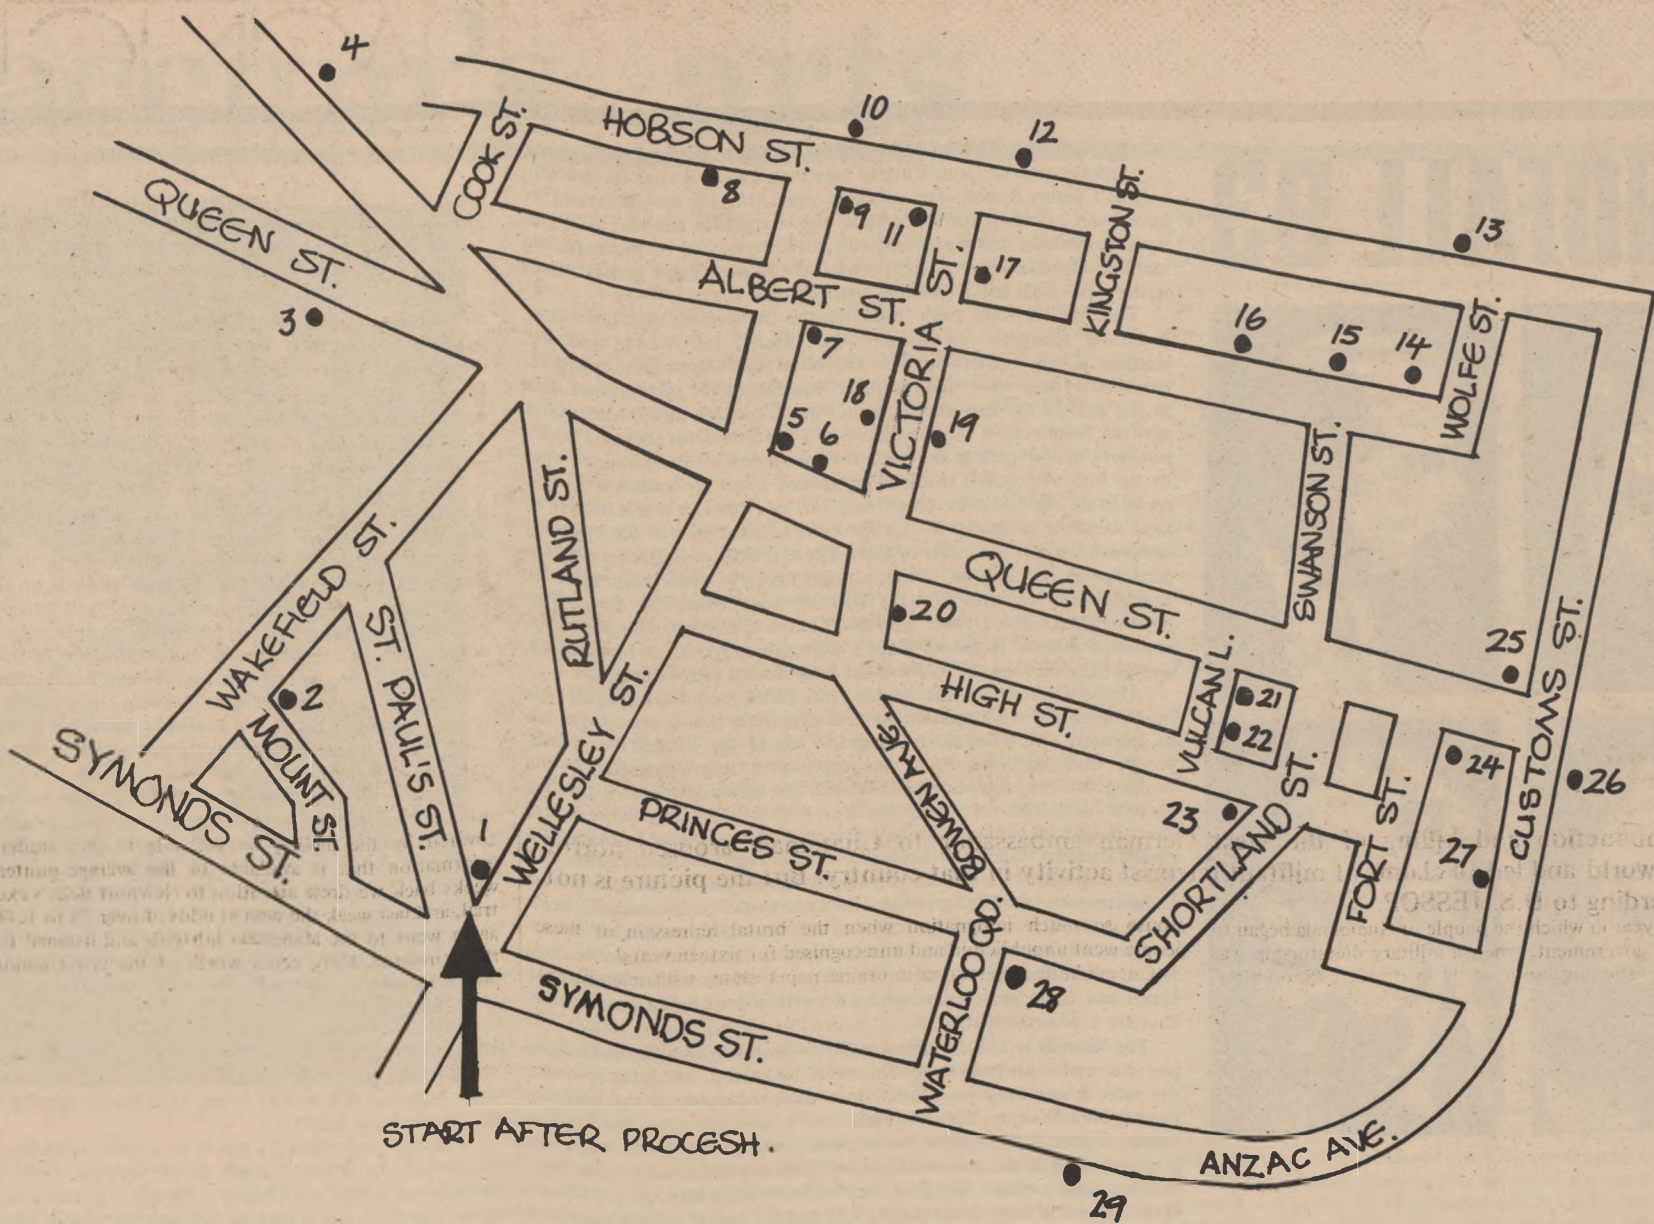 4
HOBSON ST.
10
12
COOK ST.
8
9
11
ST.
17
KINGSTON ST.
13
QUEEN ST.
3
ALBERT ST.
7
18
5
6
VICTORIA
19
16
15
14
WOLFE ST.
SWANSON ST.
WAKEFIELD ST.
RUTLAND ST.
QUEEN ST.
20
HIGH ST.
VULCAN L.
21
22
25
CUSTOMS ST.
2
ST. PAUL'S ST.
MOUNT ST.
SYMONDS ST.
1
WELLESLEY ST.
PRINCES ST.
BOWEN AVE.
23
SHORTLAND ST.
FORT ST.
24
26
27
WATERLOO QD.
28
SYMONDS ST.
START AFTER PROCESH.
ANZAC AVE.
29